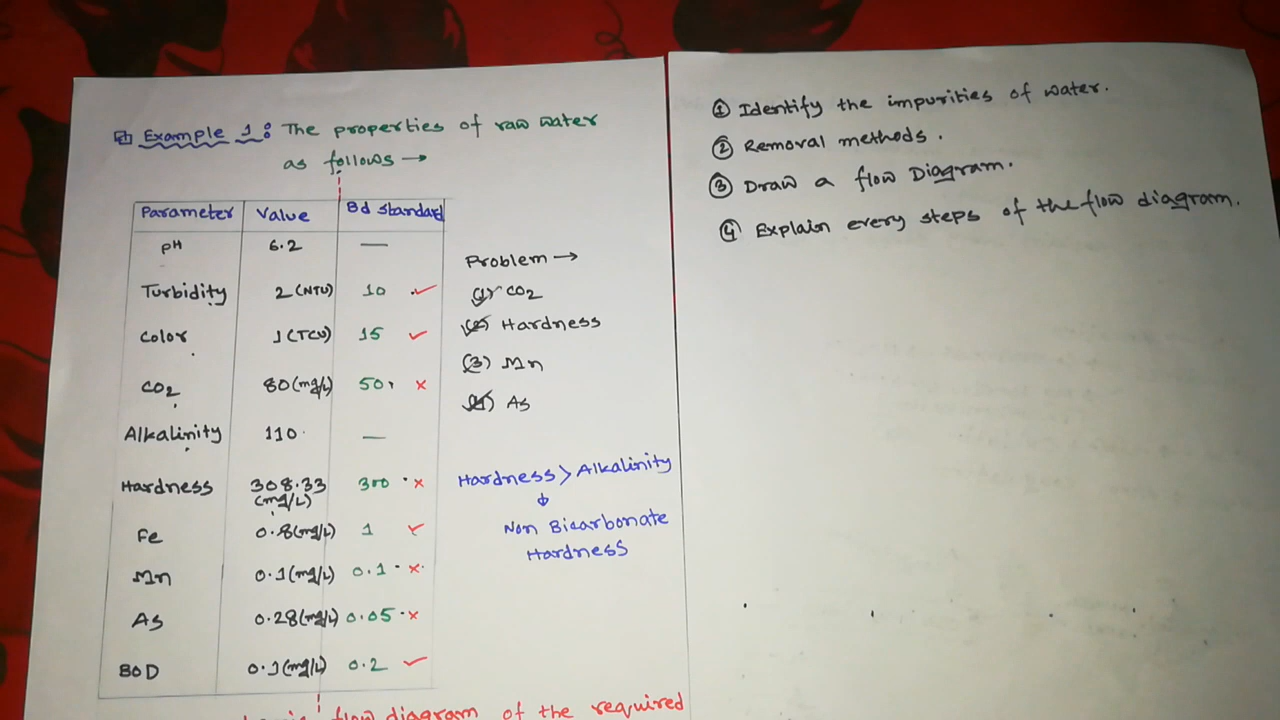 Example 1: The properties of raw water
as follows →
Parameter Value Bd standard
pH 6.2 —
Turbidity 2 (NTU) 10 ✓
Color 1 (TCU) 15 ✓
CO2 80 (mg/L) 50 ×
Alkalinity 110 —
Hardness 308.33 (mg/L) 300 ×
Fe 0.8 (mg/L) 1 ✓
Mn 0.1 (mg/L) 0.1 ×
As 0.28 (mg/L) 0.05 ×
BOD 0.1 (mg/L) 0.2 ✓
Problem →
(1) CO2
(2) Hardness
(3) Mn
(4) As
Hardness > Alkalinity
↓
Non Bicarbonate
Hardness
flow diagram of the required
① Identify the impurities of water.
② Removal methods.
③ Draw a flow Diagram.
④ Explain every steps of the flow diagram.